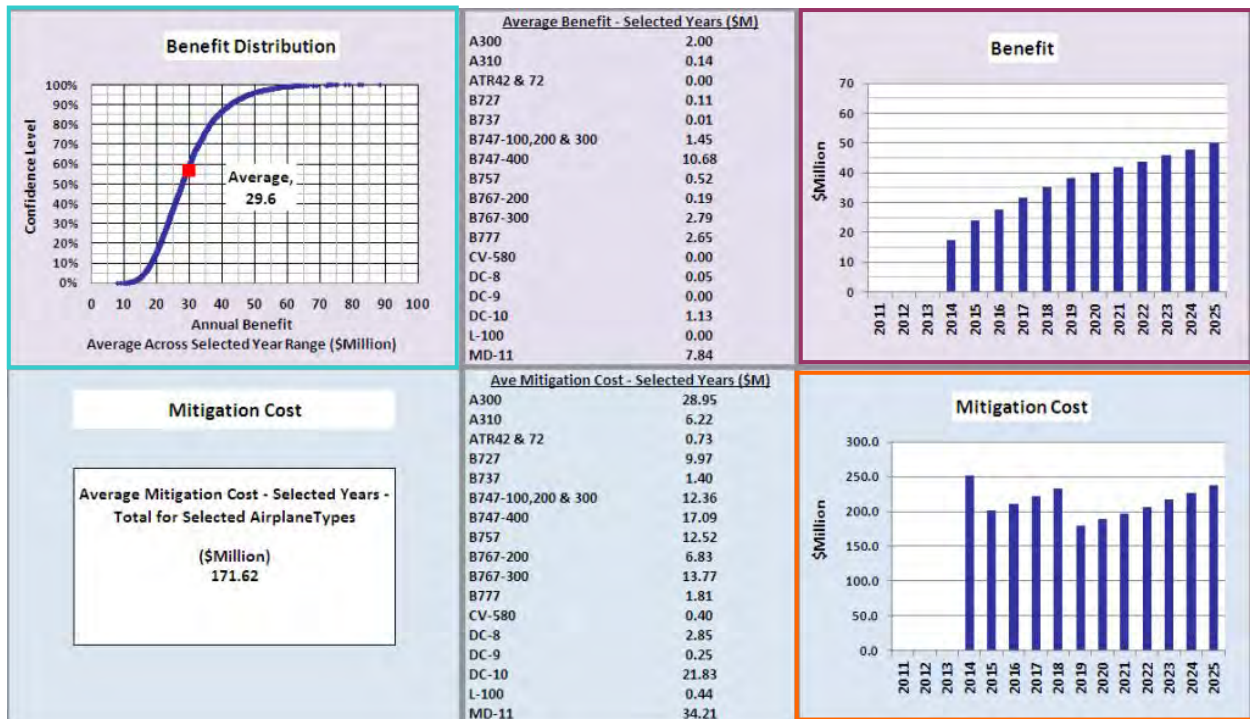 Benefit Distribution
100%
90%
80%
70%
60%
50%
40%
30%
20%
10%
0%
Confidence Level
Average,
29.6
0 10 20 30 40 50 60 70 80 90 100
Annual Benefit
Average Across Selected Year Range ($Million)
Average Benefit - Selected Years ($M)
A300 2.00
A310 0.14
ATR42 & 72 0.00
B727 0.11
B737 0.01
B747-100,200 & 300 1.45
B747-400 10.68
B757 0.52
B767-200 0.19
B767-300 2.79
B777 2.65
CV-580 0.00
DC-8 0.05
DC-9 0.00
DC-10 1.13
L-100 0.00
MD-11 7.84
Benefit
70
60
50
40
30
20
10
0
$Million
2011 2012 2013 2014 2015 2016 2017 2018 2019 2020 2021 2022 2023 2024 2025
Mitigation Cost
Average Mitigation Cost - Selected Years -
Total for Selected AirplaneTypes
($Million)
171.62
Ave Mitigation Cost - Selected Years ($M)
A300 28.95
A310 6.22
ATR42 & 72 0.73
B727 9.97
B737 1.40
B747-100,200 & 300 12.36
B747-400 17.09
B757 12.52
B767-200 6.83
B767-300 13.77
B777 1.81
CV-580 0.40
DC-8 2.85
DC-9 0.25
DC-10 21.83
L-100 0.44
MD-11 34.21
Mitigation Cost
300.0
250.0
200.0
150.0
100.0
50.0
0.0
$Million
2011 2012 2013 2014 2015 2016 2017 2018 2019 2020 2021 2022 2023 2024 2025